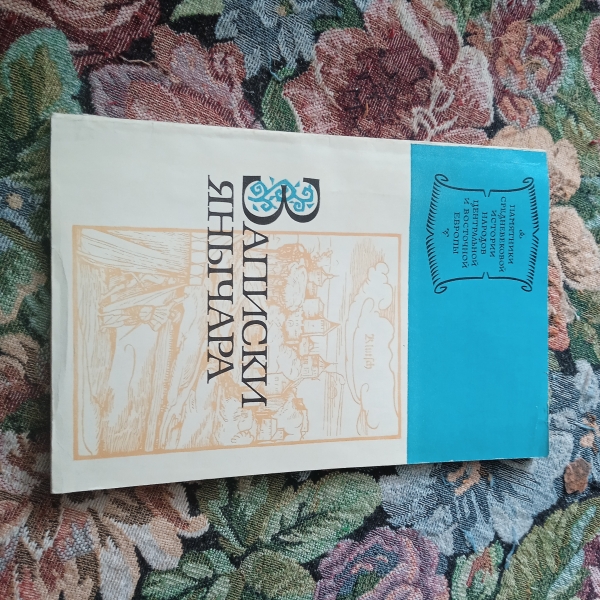 ПАМЯТНИКИ
СРЕДНЕВЕКОВОЙ
ИСТОРИИ
НАРОДОВ
ЦЕНТРАЛЬНОЙ
И ВОСТОЧНОЙ
ЕВРОПЫ
ЗАПИСКИ
ЯНЫЧАРА